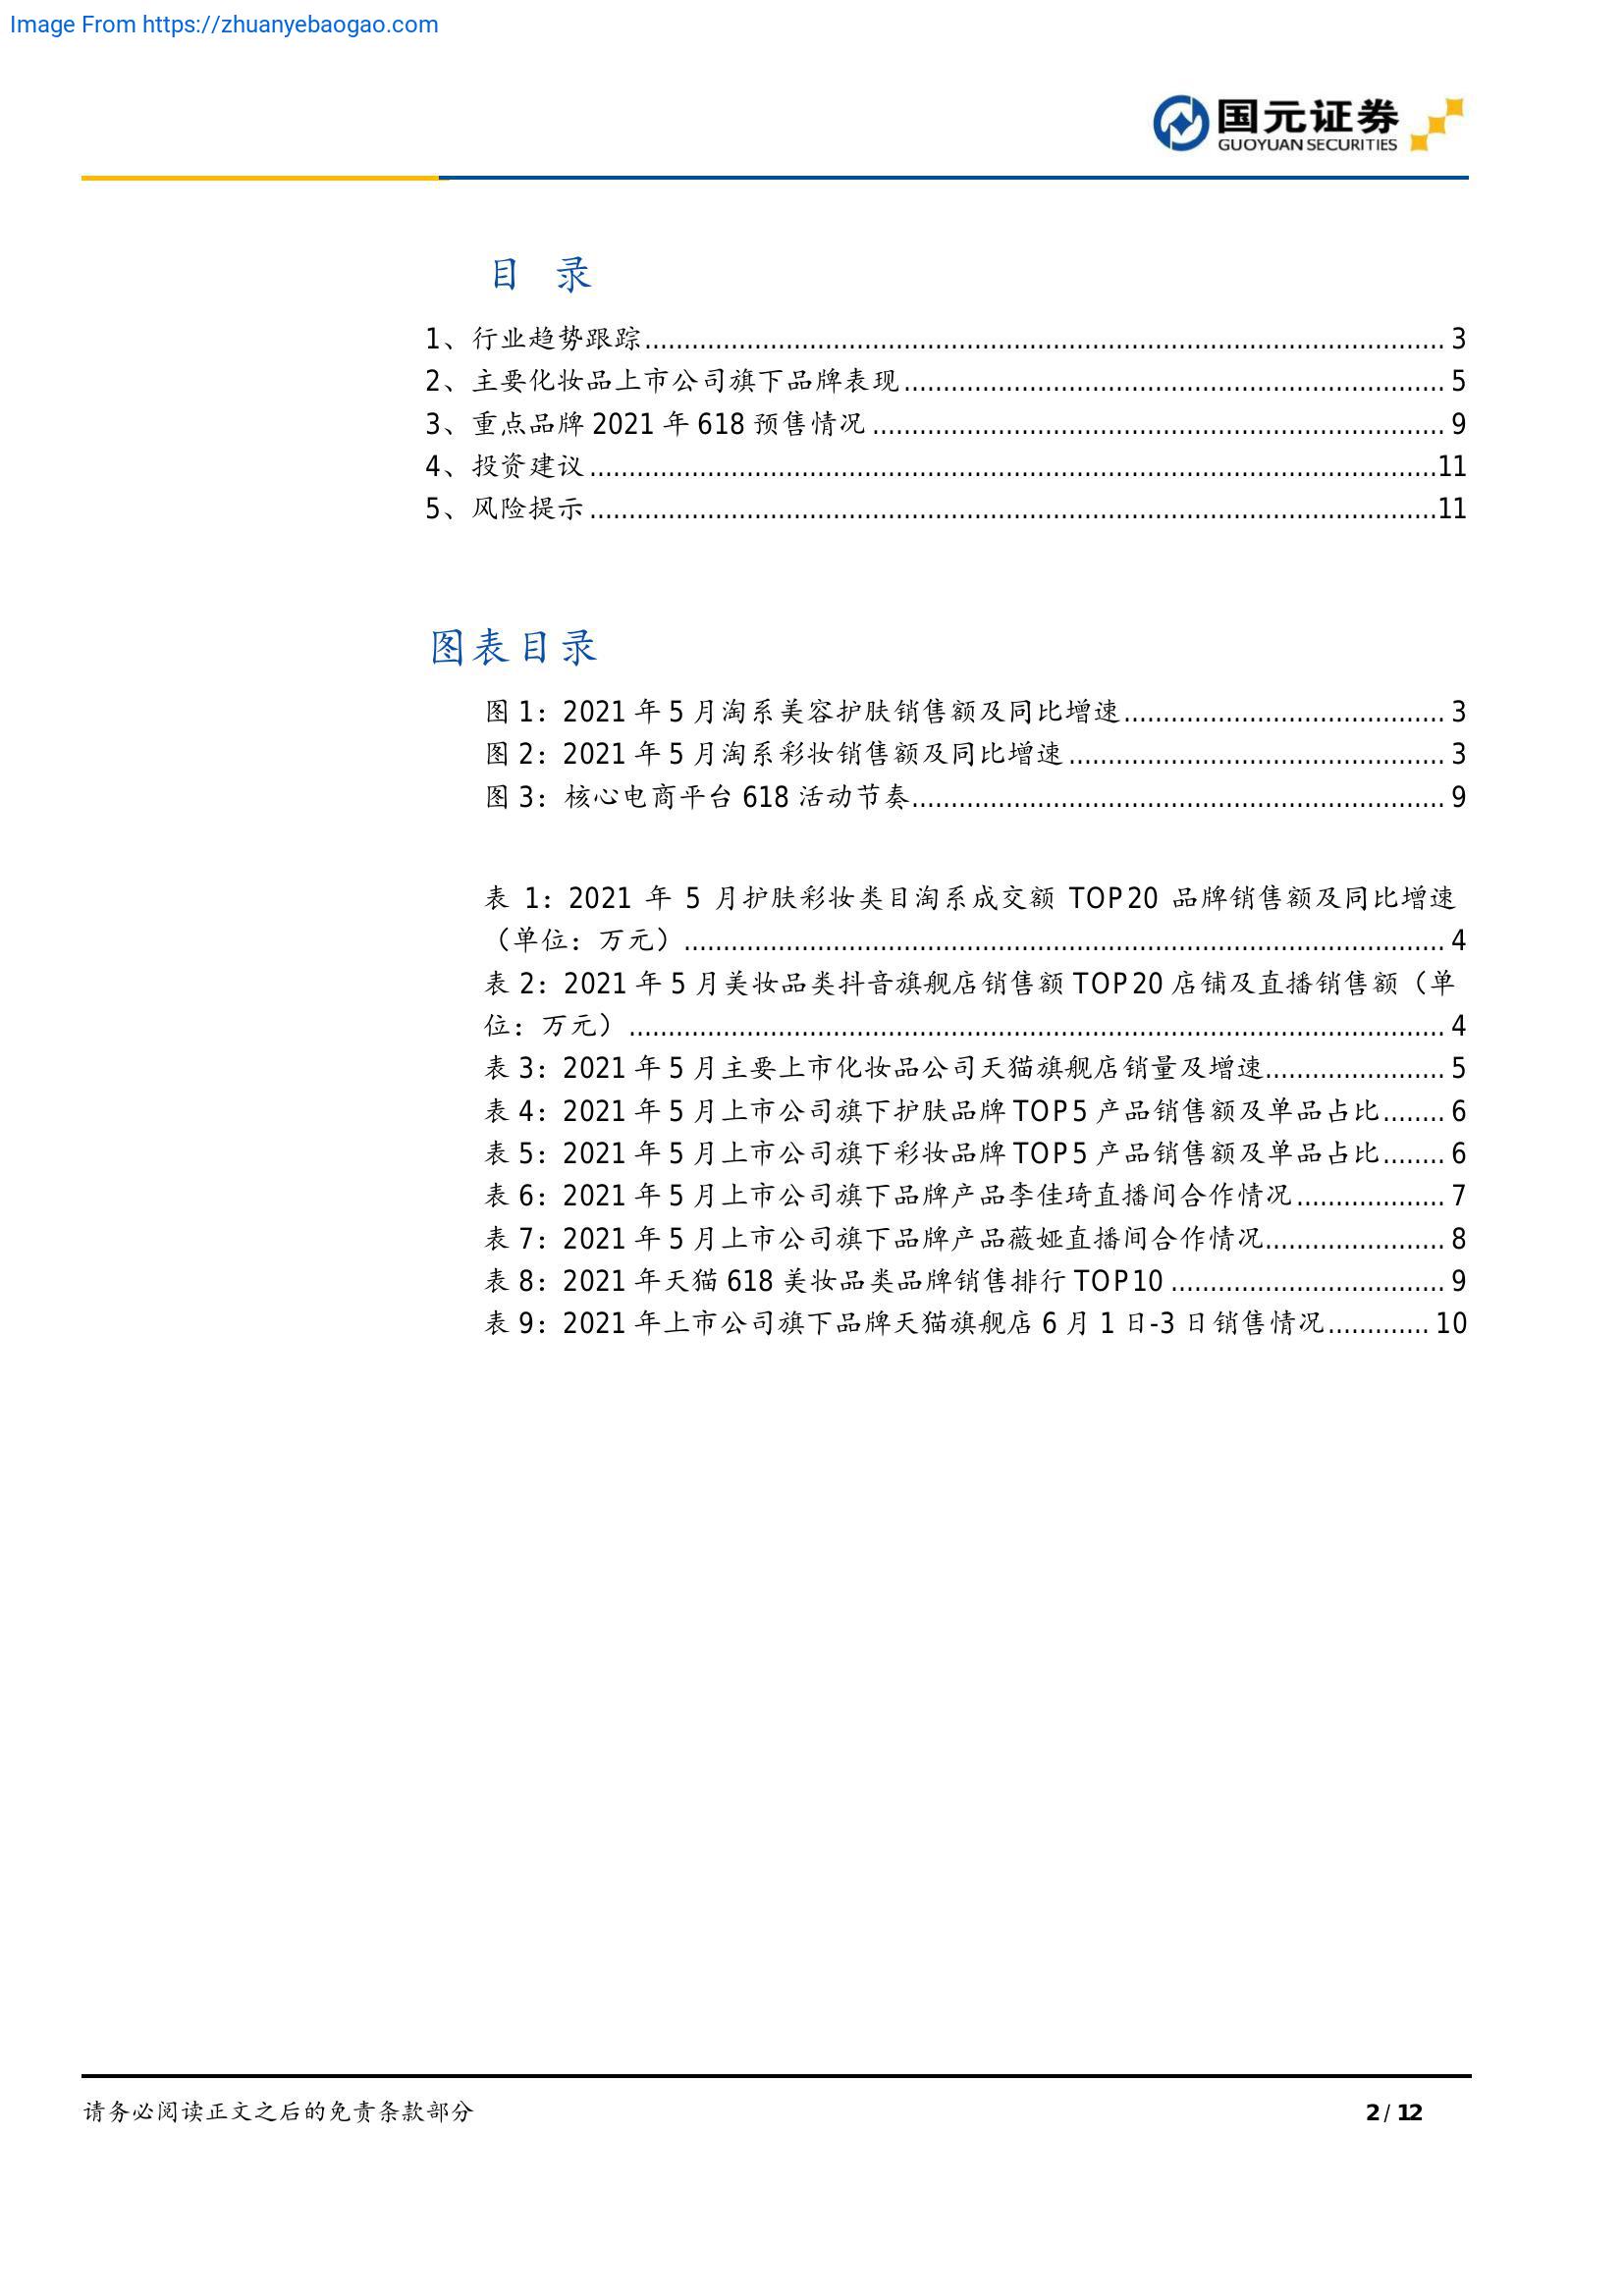 Image From https://zhuanyebaogao.com
国元证券
GUOYUAN SECURITIES
目 录
1、行业趋势跟踪........ 3
2、主要化妆品上市公司旗下品牌表现........ 5
3、重点品牌 2021 年 618 预售情况........ 9
4、投资建议........11
5、风险提示........11
图表目录
图 1：2021 年 5 月淘系美容护肤销售额及同比增速........ 3
图 2：2021 年 5 月淘系彩妆销售额及同比增速........ 3
图 3：核心电商平台 618 活动节奏........ 9
表 1：2021 年 5 月护肤彩妆类目淘系成交额 TOP20 品牌销售额及同比增速
（单位：万元）........ 4
表 2：2021 年 5 月美妆品类抖音旗舰店销售额 TOP20 店铺及直播销售额（单
位：万元）........ 4
表 3：2021 年 5 月主要上市化妆品公司天猫旗舰店销量及增速........ 5
表 4：2021 年 5 月上市公司旗下护肤品牌 TOP5 产品销售额及单品占比........ 6
表 5：2021 年 5 月上市公司旗下彩妆品牌 TOP5 产品销售额及单品占比........ 6
表 6：2021 年 5 月上市公司旗下品牌产品李佳琦直播间合作情况........ 7
表 7：2021 年 5 月上市公司旗下品牌产品薇娅直播间合作情况........ 8
表 8：2021 年天猫 618 美妆品类品牌销售排行 TOP10........ 9
表 9：2021 年上市公司旗下品牌天猫旗舰店 6 月 1 日-3 日销售情况........ 10
请务必阅读正文之后的免责条款部分
2 / 12